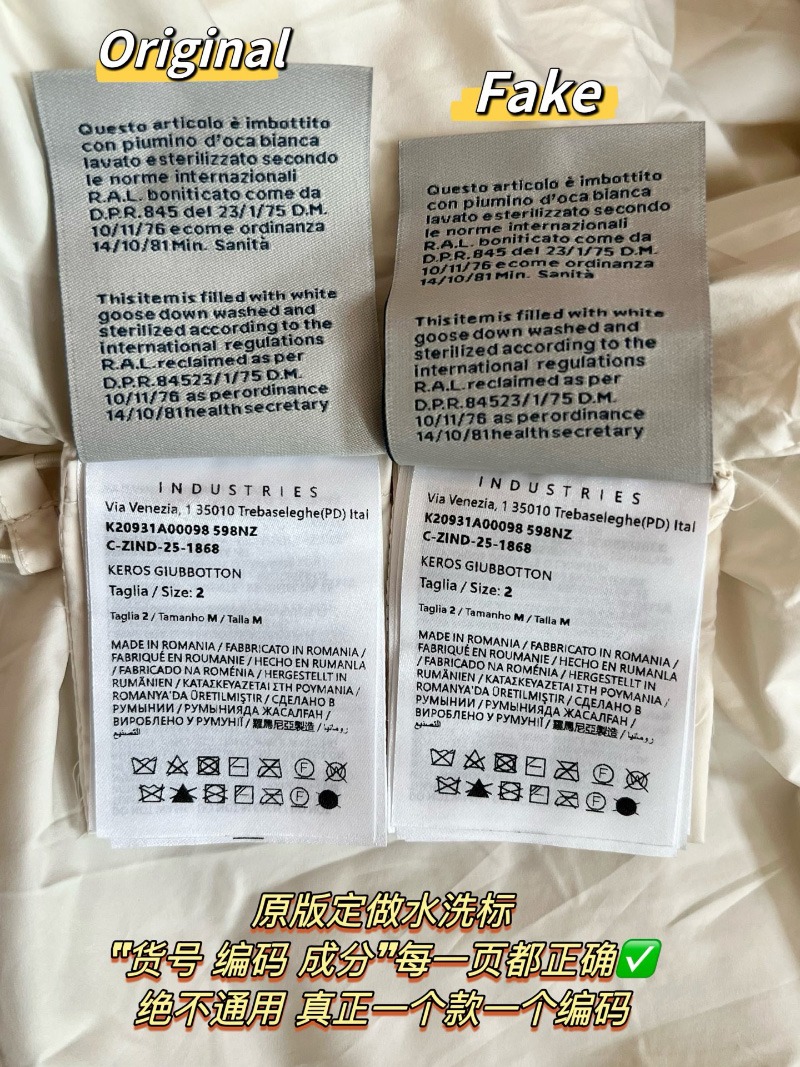 Original
Questo articolo è imbottito
con piumino d'oca bianca
lavato e sterilizzato secondo
le norme internazionali
R.A.L. boniticato come da
D.P.R.845 del 23/1/75 D.M.
10/11/76 e come ordinanza
14/10/81 Min. Sanità
This item is filled with white
goose down washed and
sterilized according to the
international regulations
R.A.L. reclaimed as per
D.P.R.84523/1/75 D.M.
10/11/76 as perordinance
14/10/81 health secretary
INDUSTRIES
Via Venezia, 1 35010 Trebaseleghe(PD) Ital
K20931A00098 598NZ
C-ZIND-25-1868
KEROS GIUBBOTTON
Taglia / Size: 2
Taglia 2 / Tamanho M / Talla M
MADE IN ROMANIA / FABBRICATO IN ROMANIA /
FABRIQUÉ EN ROUMANIE / HECHO EN RUMANLA
/ FABRICADO NA ROMÉNIA / HERGESTELLT IN
RUMÄNIEN / ΚΑΤΑΣΚΕΥΑΖΕΤΑΙ ΣΤΗ ΡΟΥΜΑΝΙΑ /
ROMANYA'DA ÜRETILMIŞTIR / СДЕЛАНО В
РУМЫНИИ / РУМЫНИЯДА ЖАСАЛҒАН /
ВИРОБЛЕНО У РУМУНІЇ / 羅馬尼亞製造 / رومانيا
التصنيع
F
F
Fake
Questo articolo è imbottito
con piumino d'oca bianca
lavato e sterilizzato secondo
le norme internazionali
R.A.L. boniticato come da
D.P.R.845 del 23/1/75 D.M.
10/11/76 e come ordinanza
14/10/81 Min. Sanità
This item is filled with white
goose down washed and
sterilized according to the
international regulations
R.A.L. reclaimed as per
D.P.R.84523/1/75 D.M.
10/11/76 as perordinance
14/10/81 health secretary
INDUSTRIES
Via Venezia, 1 35010 Trebaseleghe(PD) Ital
K20931A00098 598NZ
C-ZIND-25-1868
KEROS GIUBBOTTON
Taglia / Size: 2
Taglia 2 / Tamanho M / Talla M
MADE IN ROMANIA / FABBRICATO IN ROMANIA /
FABRIQUÉ EN ROUMANIE / HECHO EN RUMANLA
/ FABRICADO NA ROMÉNIA / HERGESTELLT IN
RUMÄNIEN / ΚΑΤΑΣΚΕΥΑΖΕΤΑΙ ΣΤΗ ΡΟΥΜΑΝΙΑ /
ROMANYA'DA ÜRETILMIŞTIR / СДЕЛАНО В
РУМЫНИИ / РУМЫНИЯДА ЖАСАЛҒАН /
ВИРОБЛЕНО У РУМУНІЇ / 羅馬尼亞製造 / رومانيا
التصنيع
F
F
原版定做水洗标
“货号 编码 成分”每一页都正确✅
绝不通用 真正一个款一个编码